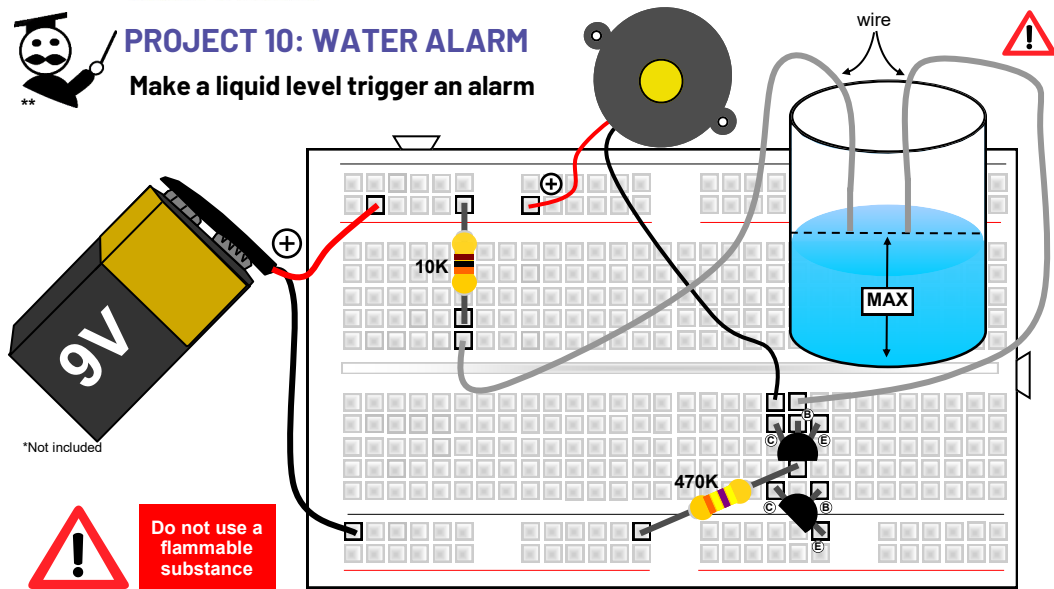 PROJECT 10: WATER ALARM
**
Make a liquid level trigger an alarm
wire
!
+
+
10K
MAX
9V
*Not included
B
C
E
470K
C
B
E
!
Do not use a
flammable
substance